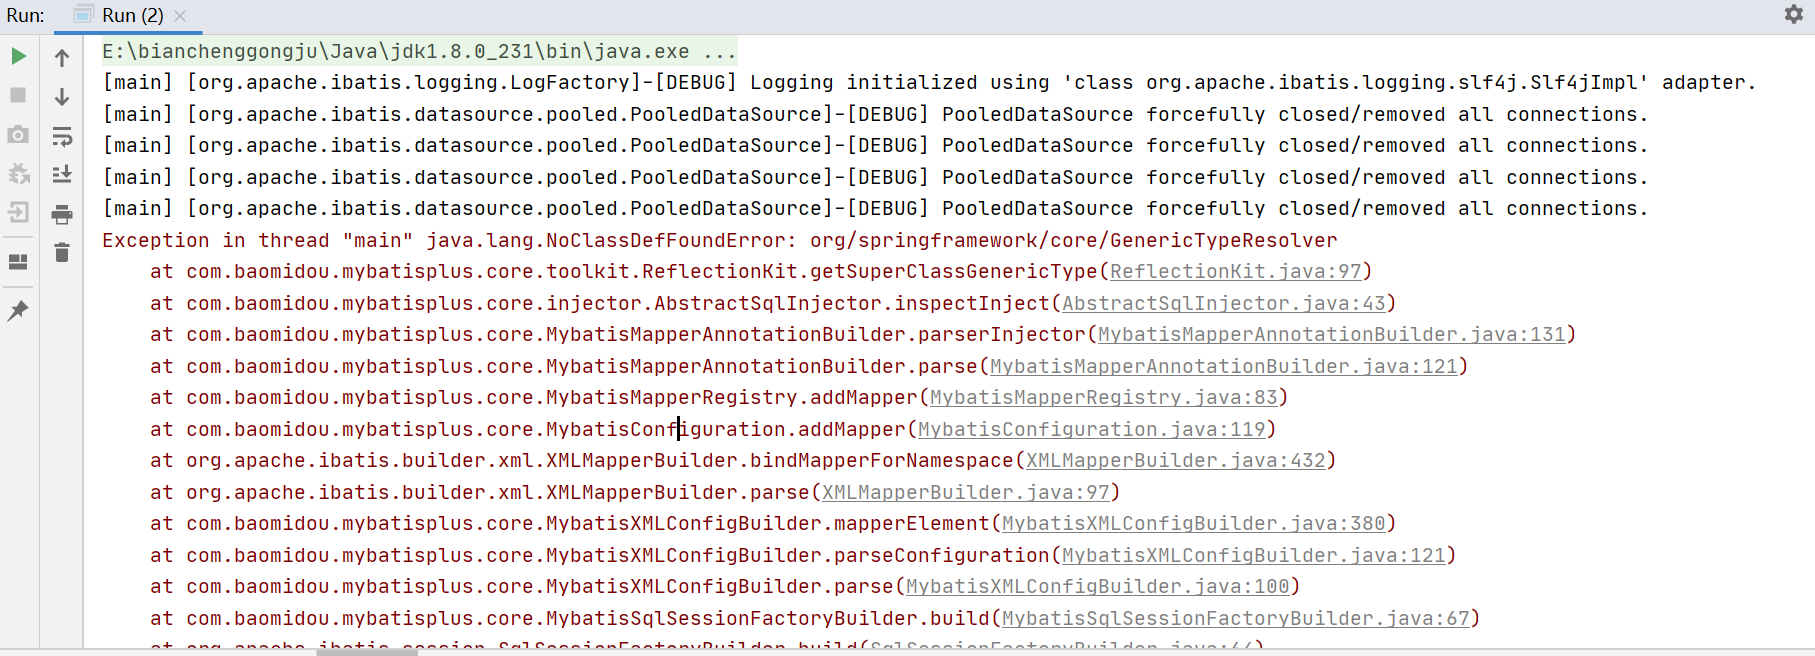 Run: Run (2)
E:\bianchenggongju\Java\jdk1.8.0_231\bin\java.exe ...
[main] [org.apache.ibatis.logging.LogFactory]-[DEBUG] Logging initialized using 'class org.apache.ibatis.logging.slf4j.Slf4jImpl' adapter.
[main] [org.apache.ibatis.datasource.pooled.PooledDataSource]-[DEBUG] PooledDataSource forcefully closed/removed all connections.
[main] [org.apache.ibatis.datasource.pooled.PooledDataSource]-[DEBUG] PooledDataSource forcefully closed/removed all connections.
[main] [org.apache.ibatis.datasource.pooled.PooledDataSource]-[DEBUG] PooledDataSource forcefully closed/removed all connections.
[main] [org.apache.ibatis.datasource.pooled.PooledDataSource]-[DEBUG] PooledDataSource forcefully closed/removed all connections.
Exception in thread "main" java.lang.NoClassDefFoundError: org/springframework/core/GenericTypeResolver
at com.baomidou.mybatisplus.core.toolkit.ReflectionKit.getSuperClassGenericType(ReflectionKit.java:97)
at com.baomidou.mybatisplus.core.injector.AbstractSqlInjector.inspectInject(AbstractSqlInjector.java:43)
at com.baomidou.mybatisplus.core.MybatisMapperAnnotationBuilder.parserInjector(MybatisMapperAnnotationBuilder.java:131)
at com.baomidou.mybatisplus.core.MybatisMapperAnnotationBuilder.parse(MybatisMapperAnnotationBuilder.java:121)
at com.baomidou.mybatisplus.core.MybatisMapperRegistry.addMapper(MybatisMapperRegistry.java:83)
at com.baomidou.mybatisplus.core.MybatisConfiguration.addMapper(MybatisConfiguration.java:119)
at org.apache.ibatis.builder.xml.XMLMapperBuilder.bindMapperForNamespace(XMLMapperBuilder.java:432)
at org.apache.ibatis.builder.xml.XMLMapperBuilder.parse(XMLMapperBuilder.java:97)
at com.baomidou.mybatisplus.core.MybatisXMLConfigBuilder.mapperElement(MybatisXMLConfigBuilder.java:380)
at com.baomidou.mybatisplus.core.MybatisXMLConfigBuilder.parseConfiguration(MybatisXMLConfigBuilder.java:121)
at com.baomidou.mybatisplus.core.MybatisXMLConfigBuilder.parse(MybatisXMLConfigBuilder.java:100)
at com.baomidou.mybatisplus.core.MybatisSqlSessionFactoryBuilder.build(MybatisSqlSessionFactoryBuilder.java:67)
at org.apache.ibatis.session.SqlSessionFactoryBuilder.build(SqlSessionFactoryBuilder.java:64)